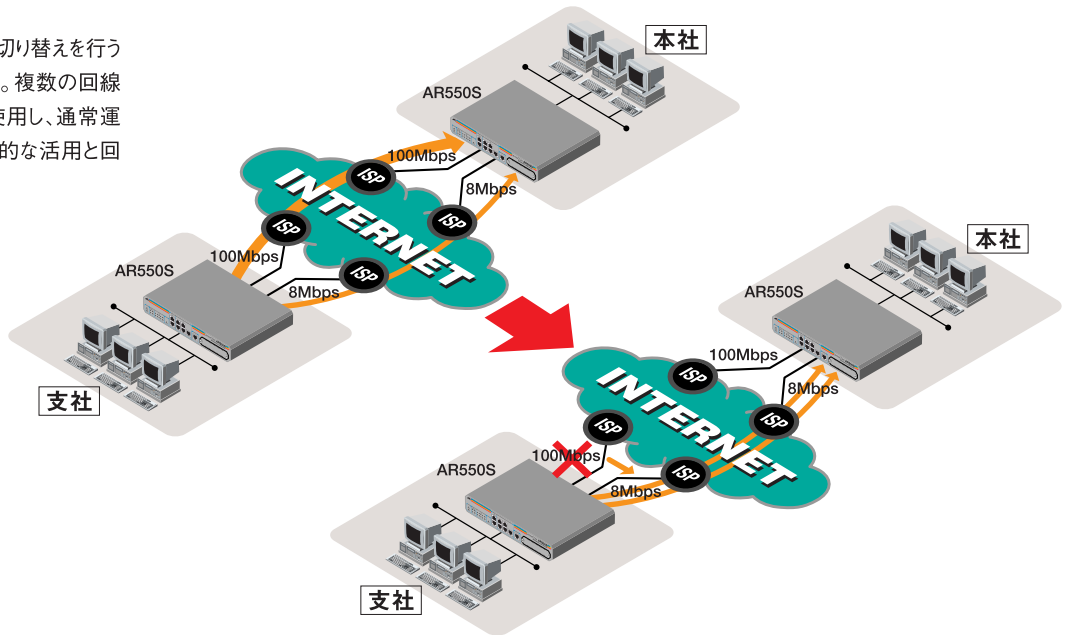 切り替えを行う
。複数の回線
使用し、通常運
的な活用と回
本社
AR550S
100Mbps
ISP
8Mbps
ISP
INTERNET
ISP
100Mbps
ISP
8Mbps
AR550S
支社
本社
AR550S
100Mbps
ISP
8Mbps
ISP
INTERNET
ISP
100Mbps
ISP
8Mbps
AR550S
支社